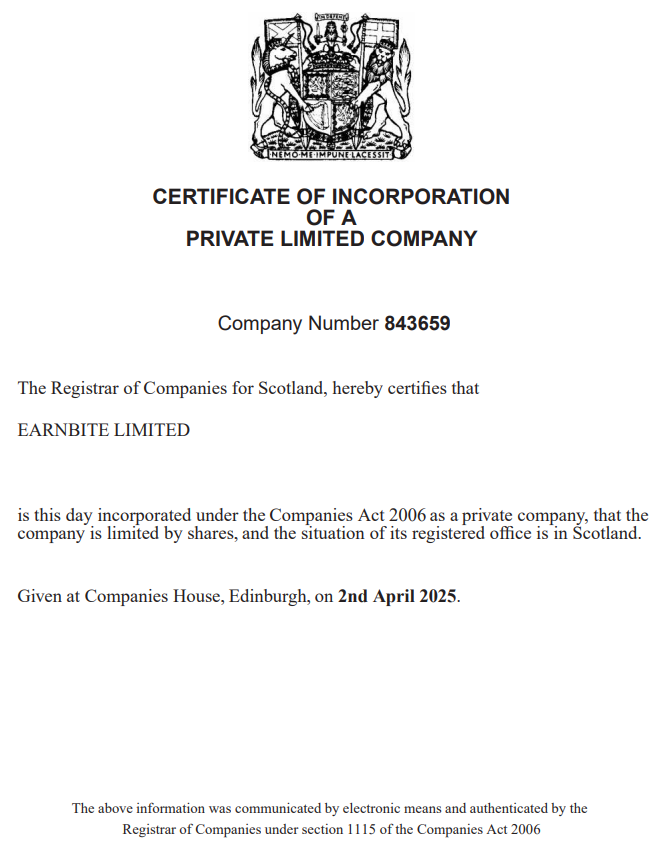 IN DEFENS
NEMO·ME·IMPUNE·LACESSIT
CERTIFICATE OF INCORPORATION
OF A
PRIVATE LIMITED COMPANY
Company Number 843659
The Registrar of Companies for Scotland, hereby certifies that
EARNBITE LIMITED
is this day incorporated under the Companies Act 2006 as a private company, that the
company is limited by shares, and the situation of its registered office is in Scotland.
Given at Companies House, Edinburgh, on 2nd April 2025.
The above information was communicated by electronic means and authenticated by the
Registrar of Companies under section 1115 of the Companies Act 2006